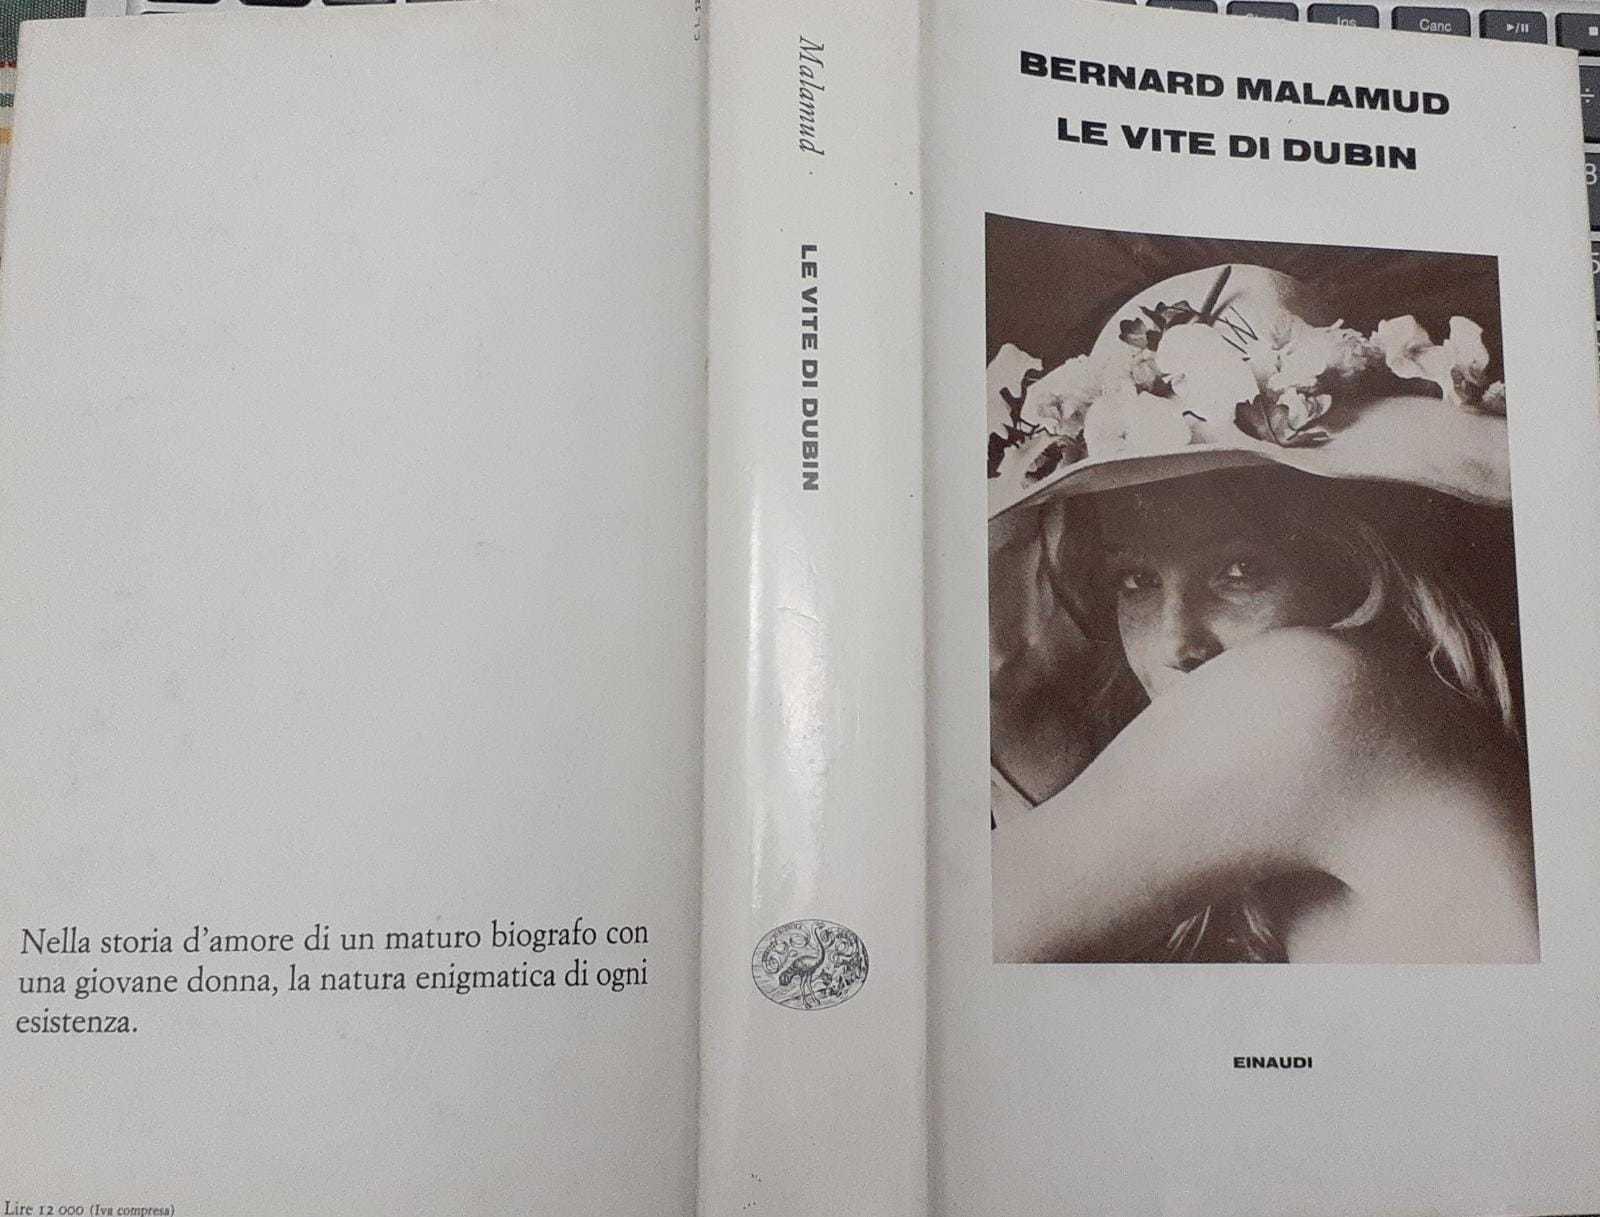 Nella storia d'amore di un maturo biografo con
una giovane donna, la natura enigmatica di ogni
esistenza.
Lire 12 000 (Iva compresa)
Malamud
LE VITE DI DUBIN
BERNARD MALAMUD
LE VITE DI DUBIN
EINAUDI
Ins
Canc